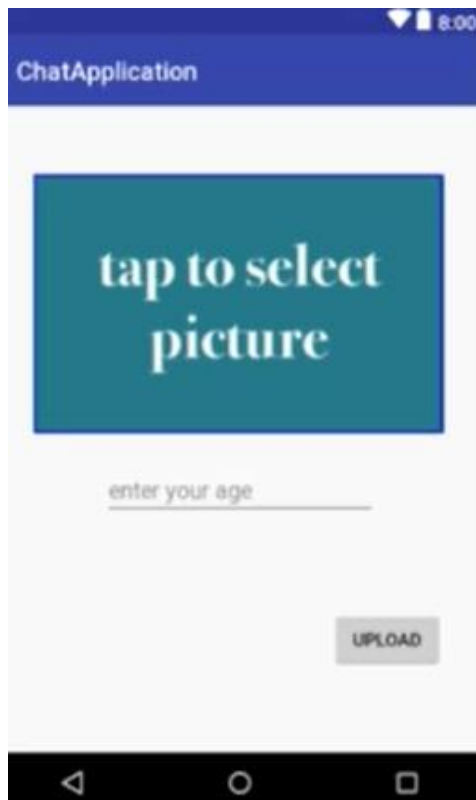 8:00
ChatApplication
tap to select
picture
enter your age
UPLOAD